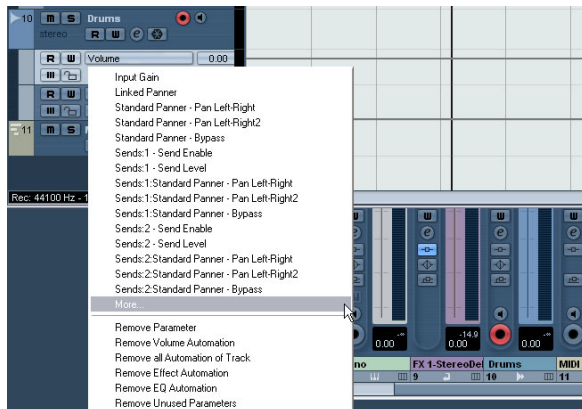 10 m S Drums
stereo R W e
R W Volume 0.00
Input Gain
Linked Panner
R W
Standard Panner - Pan Left-Right
Standard Panner - Pan Left-Right2
11 m S
Standard Panner - Bypass
Sends:1 - Send Enable
Sends:1 - Send Level
Sends:1:Standard Panner - Pan Left-Right
Rec: 44100 Hz - 1
Sends:1:Standard Panner - Pan Left-Right2
Sends:1:Standard Panner - Bypass
Sends:2 - Send Enable
Sends:2 - Send Level
Sends:2:Standard Panner - Pan Left-Right
Sends:2:Standard Panner - Pan Left-Right2
Sends:2:Standard Panner - Bypass
More...
Remove Parameter
Remove Volume Automation
Remove all Automation of Track
Remove Effect Automation
Remove EQ Automation
Remove Unused Parameters
W W W W
e e e e
-∞ -14.9 -∞
0.00 0.00 0.00
no FX 1-StereoDel Drums MIDI
9 10 11